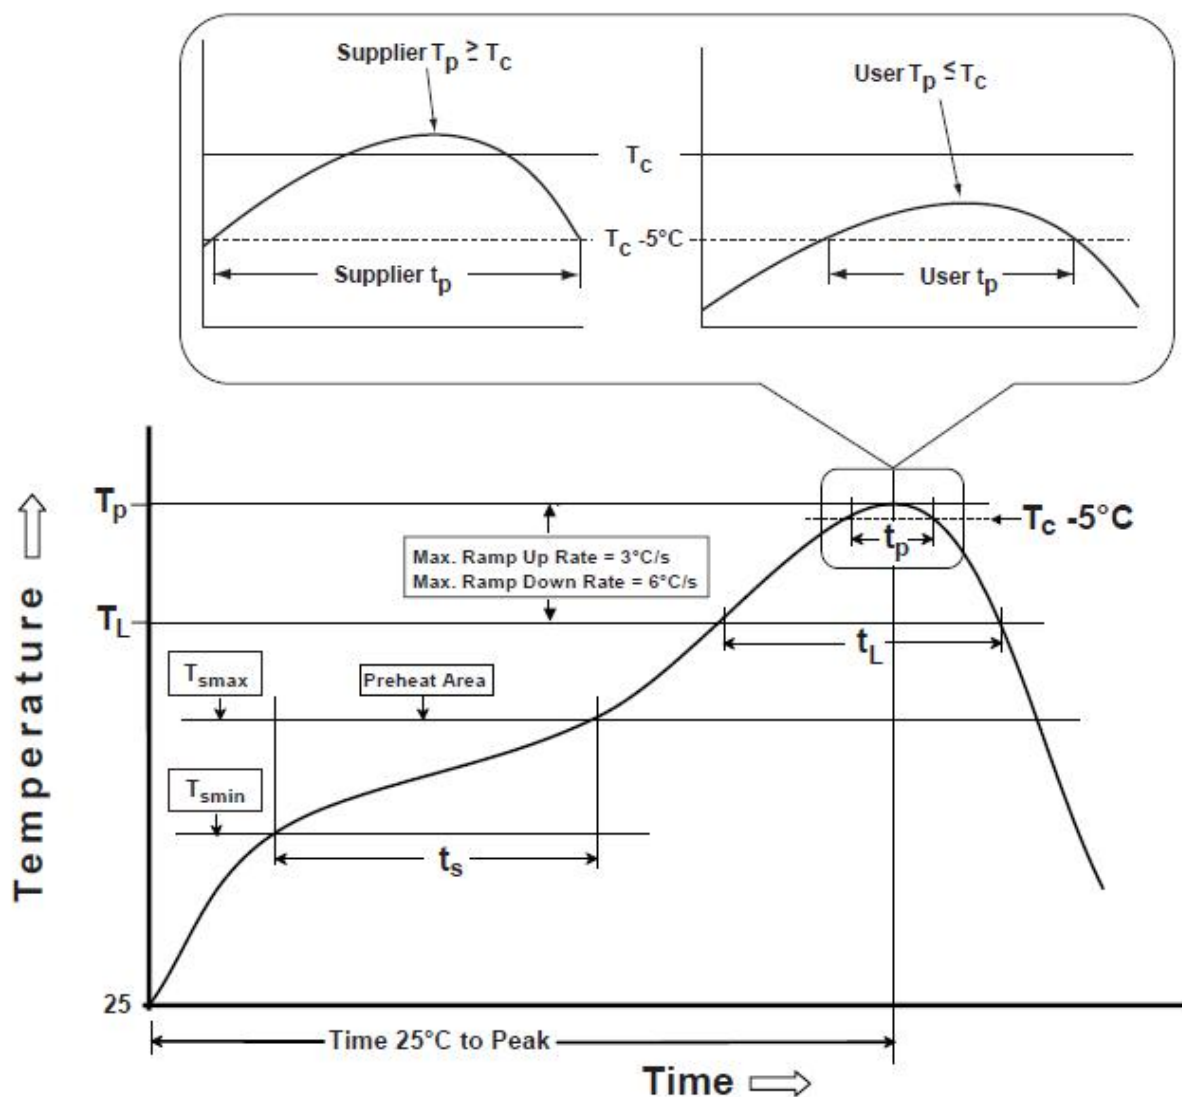 Supplier Tp ≥ Tc
User Tp ≤ Tc
Tc
Tc -5°C
Supplier tp
User tp
Tp
Tc -5°C
tp
Max. Ramp Up Rate = 3°C/s
Max. Ramp Down Rate = 6°C/s
TL
tL
Tsmax
Preheat Area
Tsmin
ts
Temperature
25
Time 25°C to Peak
Time